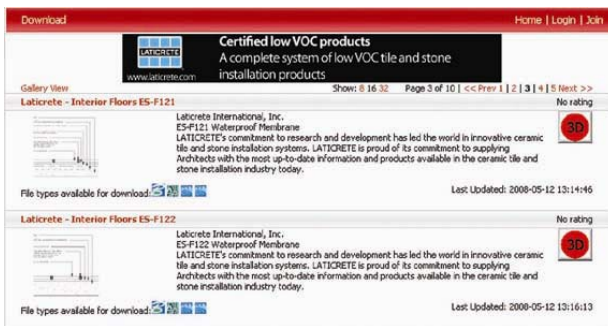 Download
Home | Login | Join
LATICRETE
www.laticrete.com
Certified low VOC products
A complete system of low VOC tile and stone
installation products
Gallery View
Show: 8 16 32 Page 3 of 10 | << Prev 1 | 2 | 3 | 4 | 5 Next >>
Laticrete - Interior Floors ES-F121
No rating
Laticrete International, Inc.
ES-F121 Waterproof Membrane
LATICRETE's commitment to research and development has led the world in innovative ceramic
tile and stone installation systems. LATICRETE is proud of its commitment to supplying
Architects with the most up-to-date information and products available in the ceramic tile and
stone installation industry today.
3D
File types available for download:
Last Updated: 2008-05-12 13:14:46
Laticrete - Interior Floors ES-F122
No rating
Laticrete International, Inc.
ES-F122 Waterproof Membrane
LATICRETE's commitment to research and development has led the world in innovative ceramic
tile and stone installation systems. LATICRETE is proud of its commitment to supplying
Architects with the most up-to-date information and products available in the ceramic tile and
stone installation industry today.
3D
File types available for download:
Last Updated: 2008-05-12 13:16:13